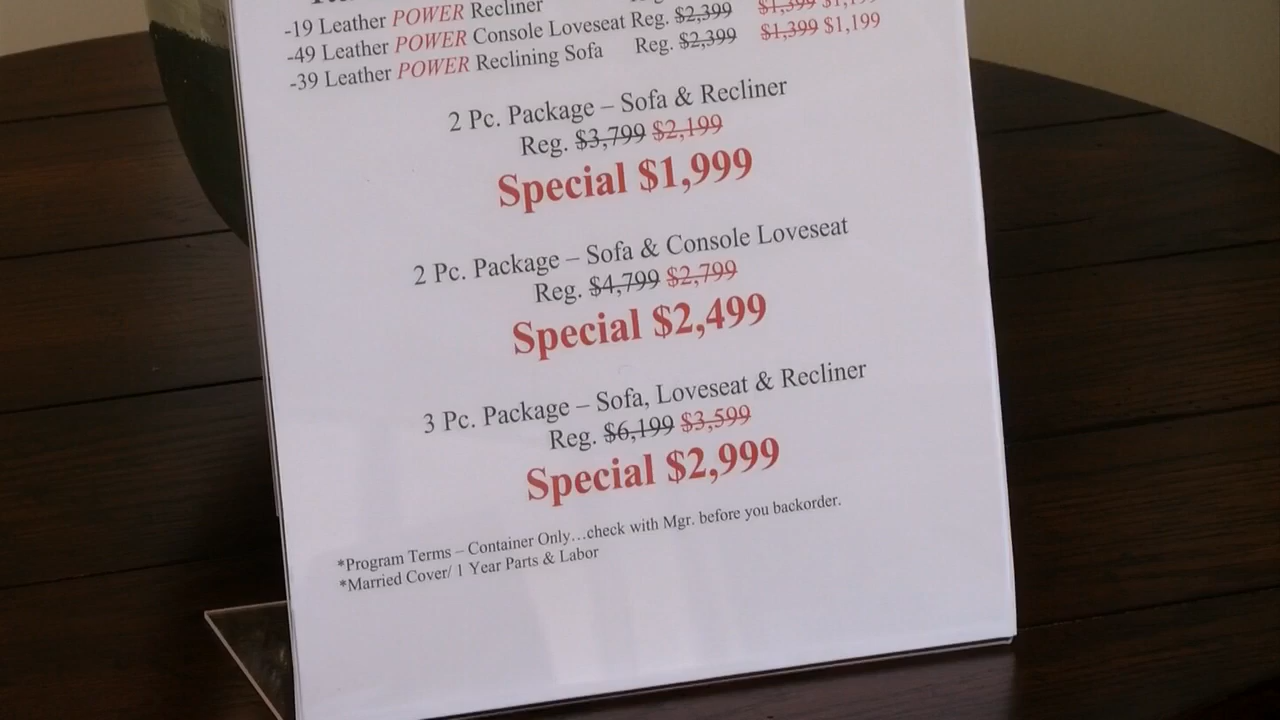 -19 Leather POWER Recliner
-49 Leather POWER Console Loveseat Reg. $2,399 $1,399
-39 Leather POWER Reclining Sofa Reg. $2,399 $1,399 $1,199
2 Pc. Package – Sofa & Recliner
Reg. $3,799 $2,199
Special $1,999
2 Pc. Package – Sofa & Console Loveseat
Reg. $4,799 $2,799
Special $2,499
3 Pc. Package – Sofa, Loveseat & Recliner
Reg. $6,199 $3,599
Special $2,999
*Program Terms – Container Only…check with Mgr. before you backorder.
*Married Cover/ 1 Year Parts & Labor